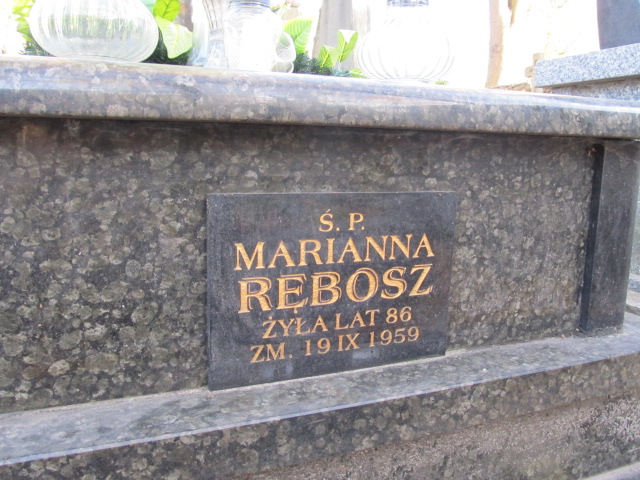 Ś. P.
MARIANNA
RĘBOSZ
ŻYŁA LAT 86
ZM. 19 IX 1959